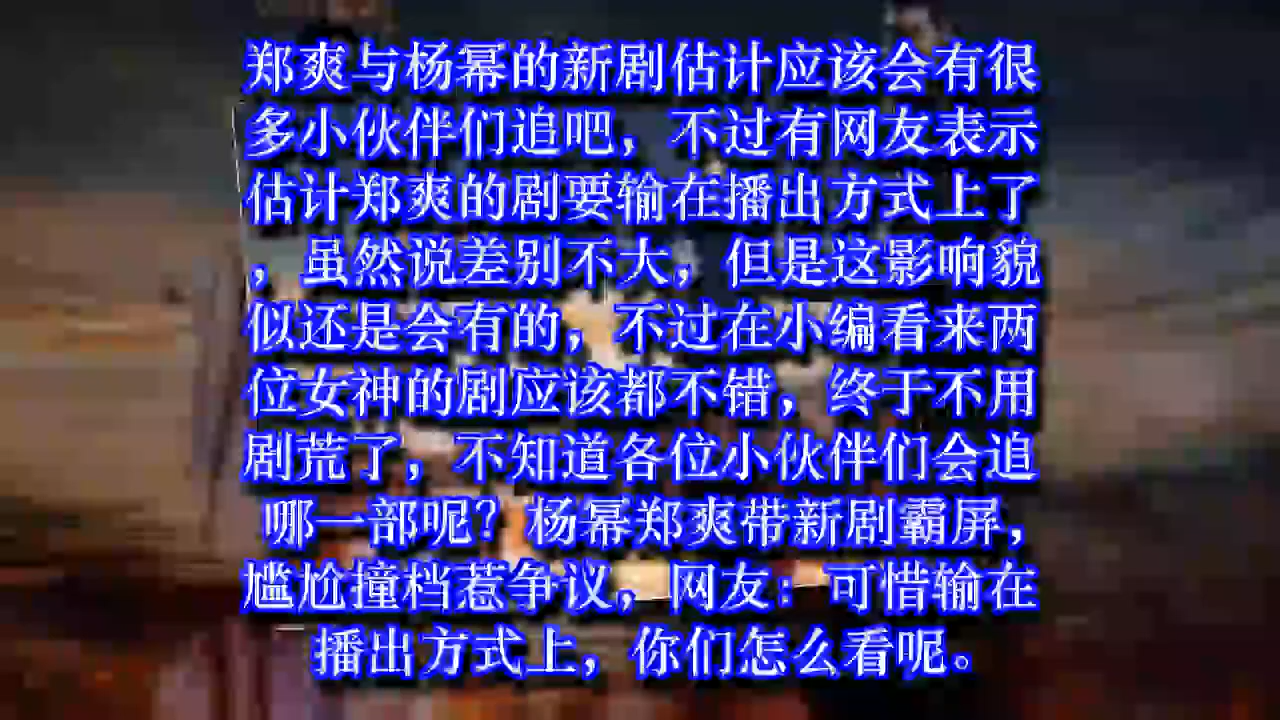 郑爽与杨幂的新剧估计应该会有很
多小伙伴们追吧，不过有网友表示
估计郑爽的剧要输在播出方式上了
，虽然说差别不大，但是这影响貌
似还是会有的，不过在小编看来两
位女神的剧应该都不错，终于不用
剧荒了，不知道各位小伙伴们会追
哪一部呢？杨幂郑爽带新剧霸屏，
尴尬撞档惹争议，网友：可惜输在
播出方式上，你们怎么看呢。